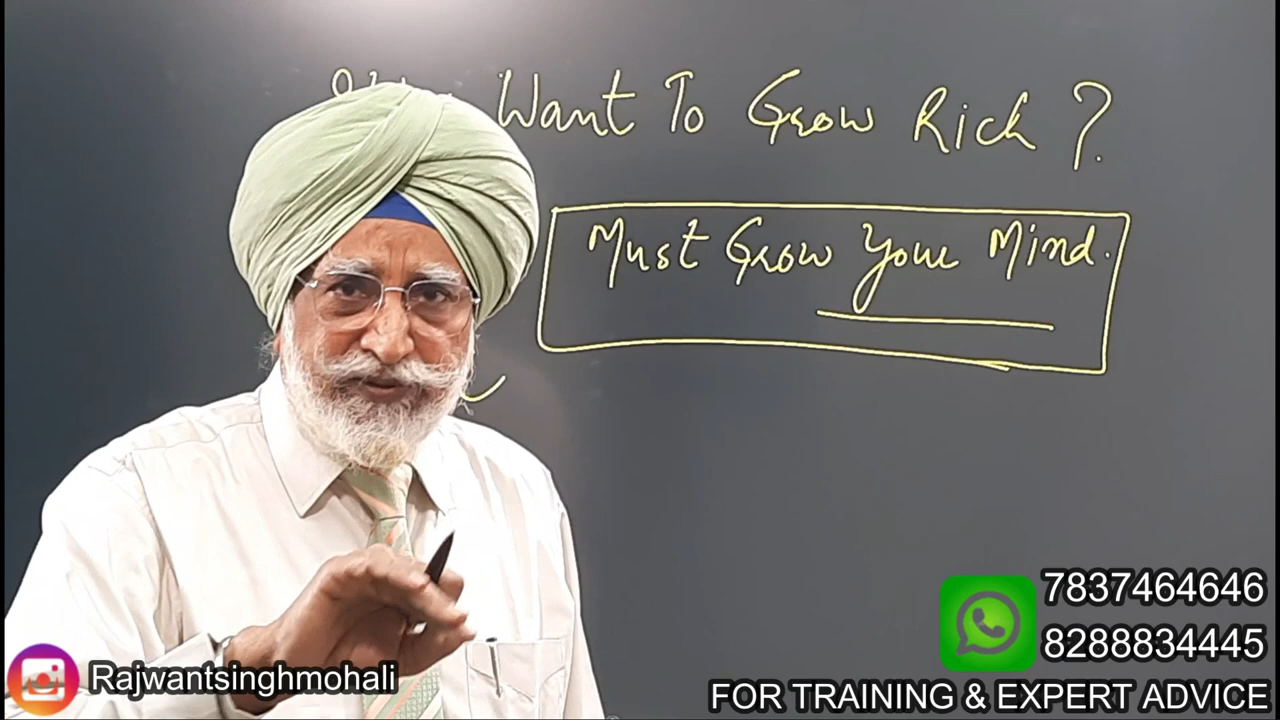 Want To Grow Rich ?
Must Grow Your Mind.
7837464646
8288834445
Rajwantsinghmohali
FOR TRAINING & EXPERT ADVICE